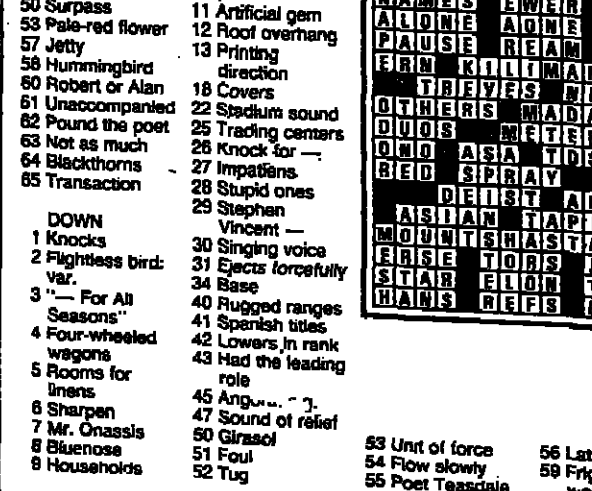 50 Surpass
53 Pale-red flower
57 Jetty
58 Hummingbird
60 Robert or Alan
61 Unaccompanied
62 Pound the poet
63 Not as much
64 Blackthorns
65 Transaction
DOWN
1 Knocks
2 Flightless bird:
var.
3 "— For All
Seasons"
4 Four-wheeled
wagons
5 Rooms for
linens
6 Sharpen
7 Mr. Onassis
8 Bluenose
9 Households
11 Artificial gem
12 Roof overhang
13 Printing
direction
18 Covers
22 Stadium sound
25 Trading centers
26 Knock for —
27 Impatiens
28 Stupid ones
29 Stephen
Vincent —
30 Singing voice
31 Ejects forcefully
34 Base
40 Rugged ranges
41 Spanish titles
42 Lowers in rank
43 Had the leading
role
45
47 Sound of relief
50 Girasol
51 Foul
52 Tug
53 Unit of force
54 Flow slowly
55 Poet Teasdale
56 Lat
59 Frig
NAMES EWER
ALONE AONE
PAUSE REAM
ERN KILIMA
TREYES N
OTHERS MADA
DUOS METE
ONO ASA TDS
RED SPRAY
DEIST A
ASIAN TAP
MOUNTSHASTA
ERSE TORS
STAR ELON
HANS REFS